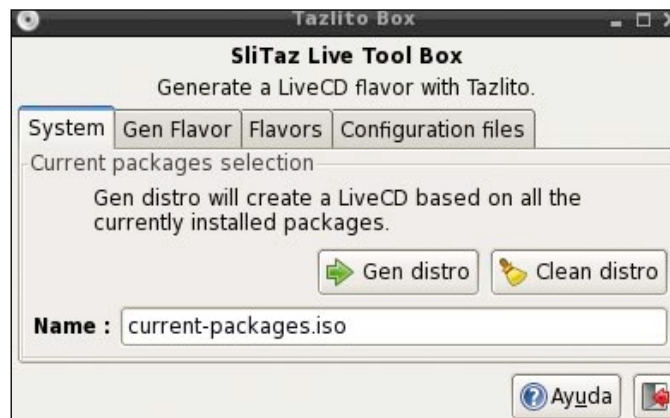 Tazlito Box
SliTaz Live Tool Box
Generate a LiveCD flavor with Tazlito.
System Gen Flavor Flavors Configuration files
Current packages selection
Gen distro will create a LiveCD based on all the
currently installed packages.
Gen distro Clean distro
Name : current-packages.iso
Ayuda